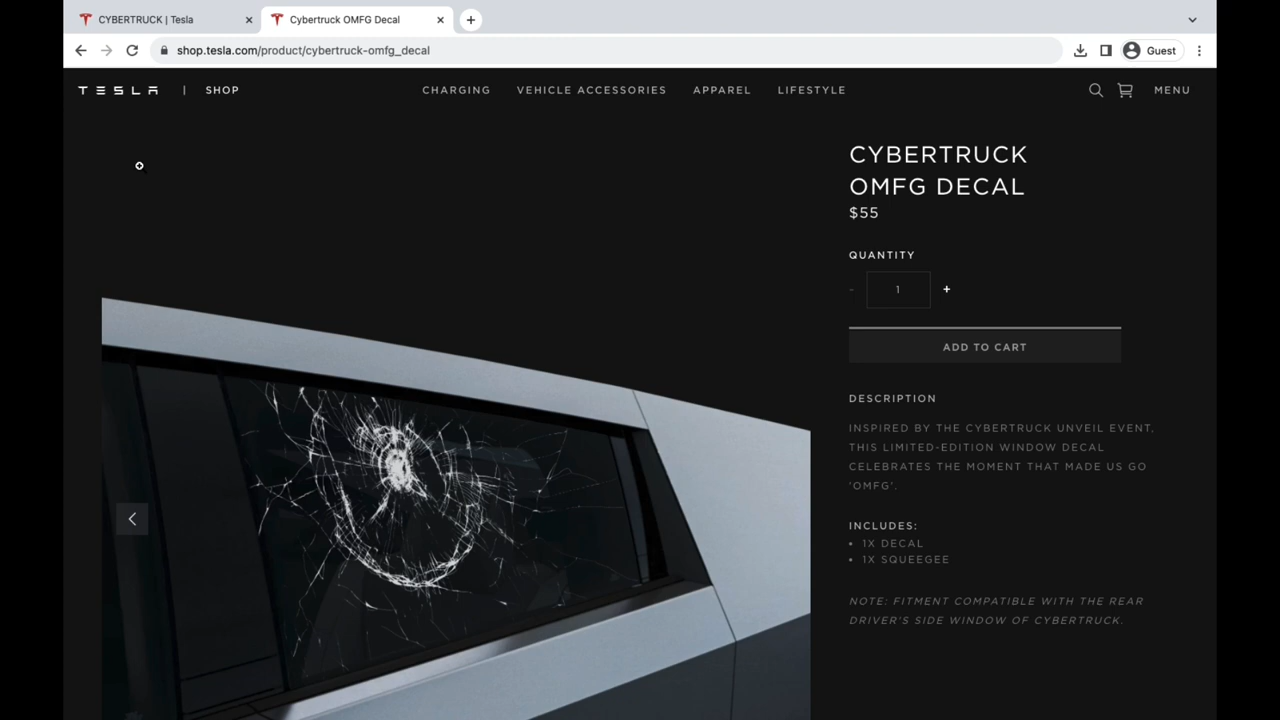 CYBERTRUCK | Tesla
Cybertruck OMFG Decal
shop.tesla.com/product/cybertruck-omfg_decal
Guest
TESLA | SHOP
CHARGING VEHICLE ACCESSORIES APPAREL LIFESTYLE
MENU
CYBERTRUCK
OMFG DECAL
$55
QUANTITY
- 1 +
ADD TO CART
DESCRIPTION
INSPIRED BY THE CYBERTRUCK UNVEIL EVENT,
THIS LIMITED-EDITION WINDOW DECAL
CELEBRATES THE MOMENT THAT MADE US GO
'OMFG'.
INCLUDES:
• 1X DECAL
• 1X SQUEEGEE
NOTE: FITMENT COMPATIBLE WITH THE REAR
DRIVER'S SIDE WINDOW OF CYBERTRUCK.